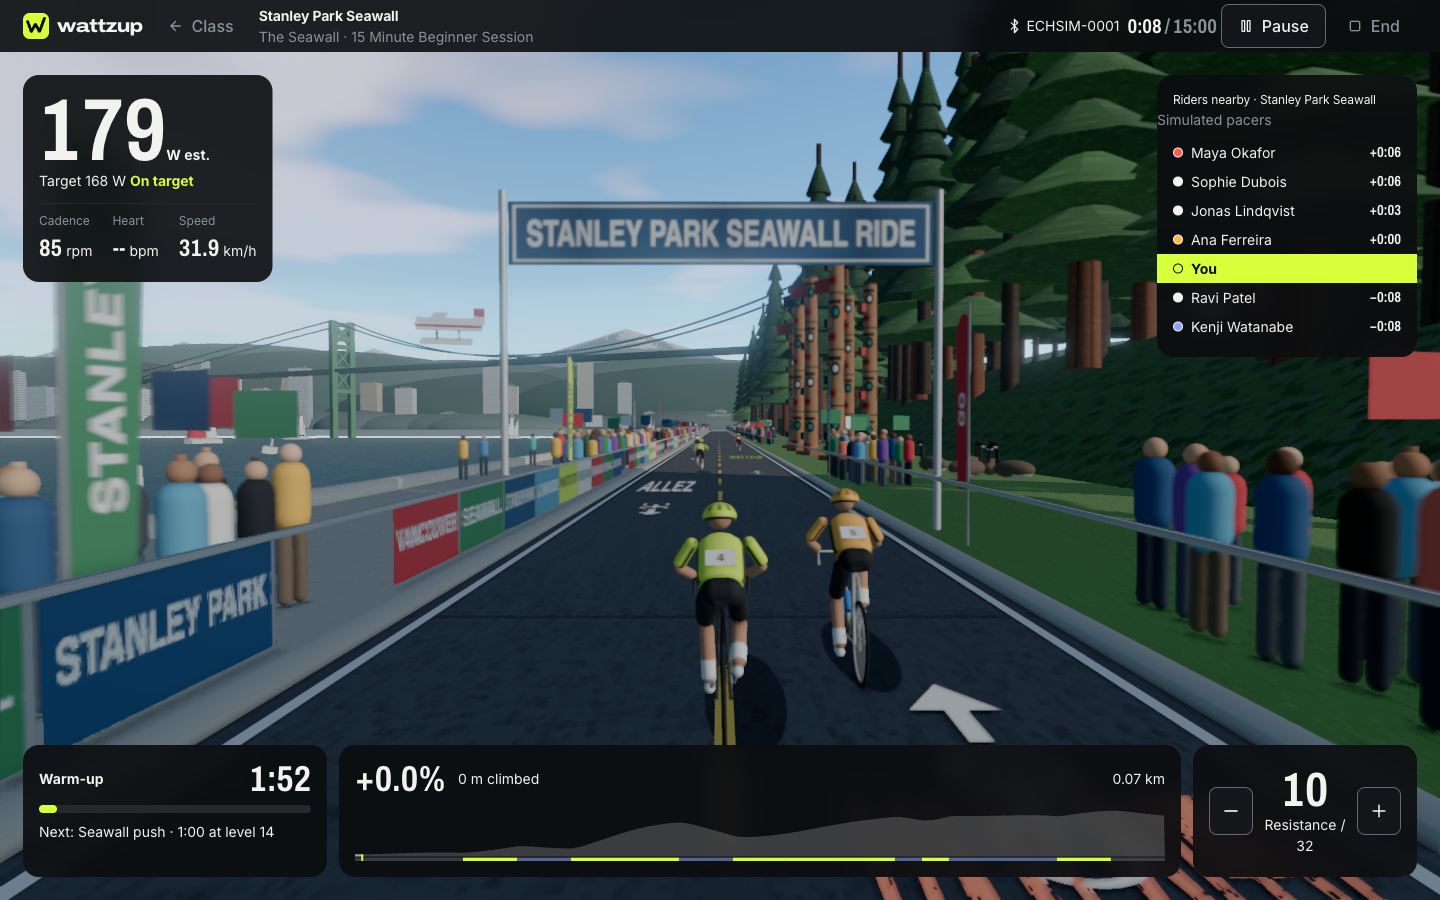 wattzup
Class
Stanley Park Seawall
The Seawall · 15 Minute Beginner Session
ECHSIM-0001
0:08 / 15:00
Pause
End
179 W est.
Target 168 W On target
Cadence Heart Speed
85 rpm -- bpm 31.9 km/h
Riders nearby · Stanley Park Seawall
Simulated pacers
Maya Okafor +0:06
Sophie Dubois +0:06
Jonas Lindqvist +0:03
Ana Ferreira +0:00
You
Ravi Patel −0:08
Kenji Watanabe −0:08
STANLEY PARK SEAWALL RIDE
STANLEY
ALLEZ
VANCOUVER
SEAWALL
4
5
STANLEY PARK
Warm-up 1:52
Next: Seawall push · 1:00 at level 14
+0.0% 0 m climbed 0.07 km
10
Resistance /
32